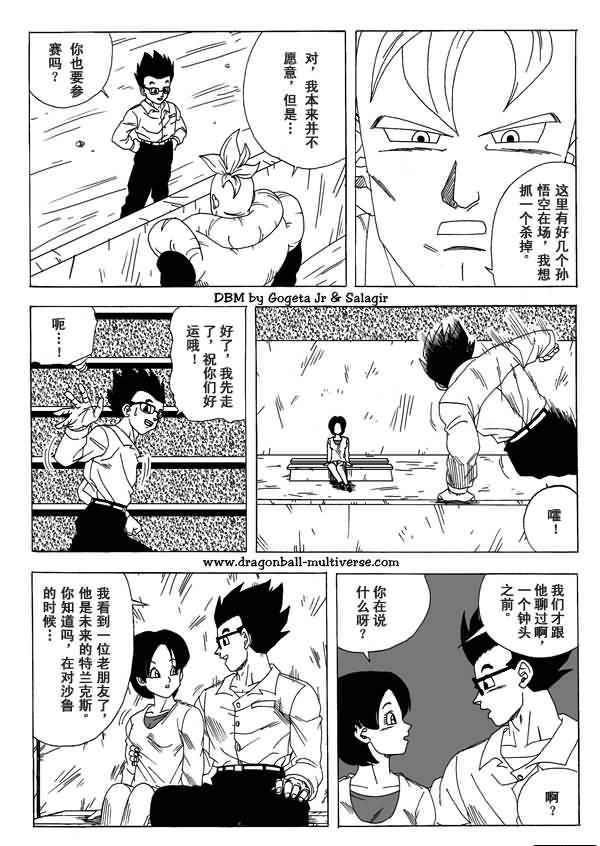 你也要参
赛吗？
对，我本来并不
愿意，但是…
这里有好几个孙
悟空在场，我想
抓一个杀掉。
DBM by Gogeta Jr & Salagir
呃…！
好了，我先走
了，祝你们好
运哦！
嚯！
www.dragonball-multiverse.com
我看到一位老朋友了，
他是未来的特兰克斯。
你知道吗，在对沙鲁
的时候…
你在说
什么呀？
我们才跟
他聊过啊，
一个钟头
之前。
啊？